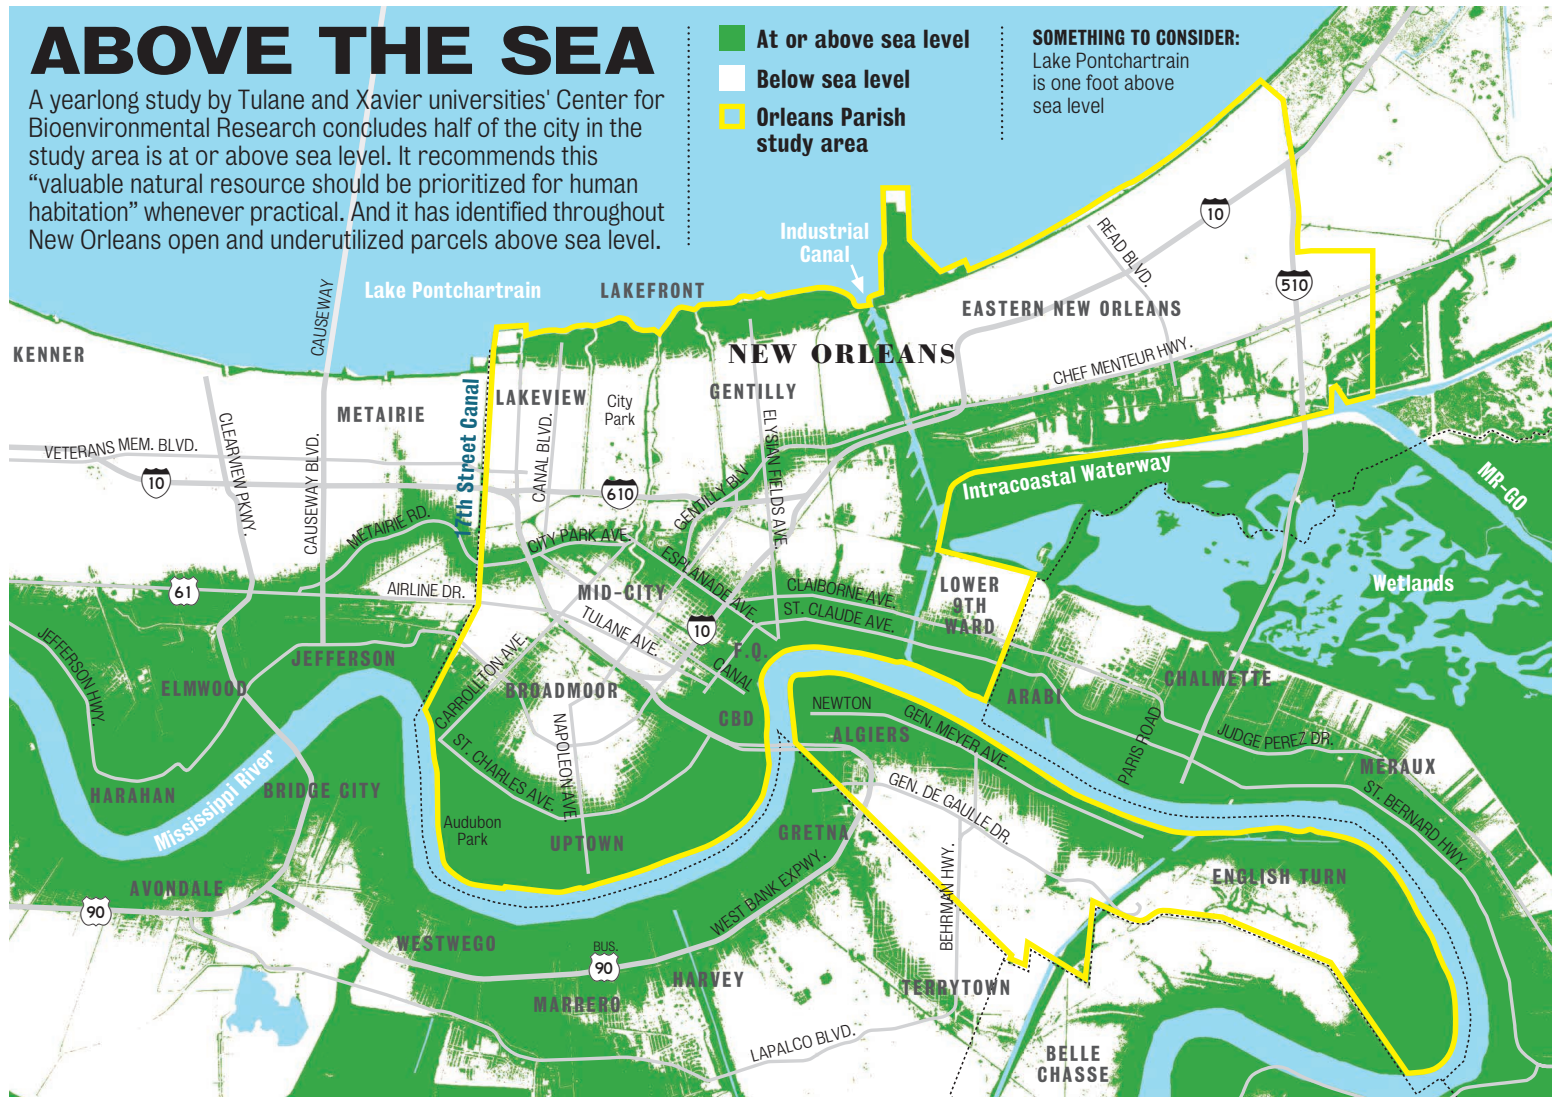 ABOVE THE SEA
A yearlong study by Tulane and Xavier universities' Center for
Bioenvironmental Research concludes half of the city in the
study area is at or above sea level. It recommends this
“valuable natural resource should be prioritized for human
habitation” whenever practical. And it has identified throughout
New Orleans open and underutilized parcels above sea level.
At or above sea level
Below sea level
Orleans Parish
study area
SOMETHING TO CONSIDER:
Lake Pontchartrain
is one foot above
sea level
Industrial
Canal
Lake Pontchartrain
LAKEFRONT
CAUSEWAY
READ BLVD.
10
510
EASTERN NEW ORLEANS
KENNER
NEW ORLEANS
CHEF MENTEUR HWY.
METAIRIE
17th Street Canal
LAKEVIEW
City
Park
GENTILLY
VETERANS MEM. BLVD.
CLEARVIEW PKWY.
CAUSEWAY BLVD.
CANAL BLVD.
ELYSIAN FIELDS AVE.
10
610
GENTILLY BLV
Intracoastal Waterway
MR-GO
METAIRIE RD.
CITY PARK AVE.
ESPLANADE AVE.
61
AIRLINE DR.
MID-CITY
CLAIBORNE AVE.
ST. CLAUDE AVE.
LOWER
9TH
WARD
Wetlands
TULANE AVE.
10
JEFFERSON HWY.
JEFFERSON
F.Q.
CANAL
CARROLLTON AVE.
ELMWOOD
BROADMOOR
CHALMETTE
ARABI
NEWTON
CBD
ALGIERS
GEN. MEYER AVE.
NAPOLEON AVE.
ST. CHARLES AVE.
PARIS ROAD
JUDGE PEREZ DR.
MERAUX
Mississippi River
HARAHAN
BRIDGE CITY
GEN. DE GAULLE DR.
ST. BERNARD HWY.
Audubon
Park
UPTOWN
GRETNA
BEHRMAN HWY.
AVONDALE
WEST BANK EXPWY.
ENGLISH TURN
90
WESTWEGO
BUS.
90
HARVEY
TERRYTOWN
MARRERO
LAPALCO BLVD.
BELLE
CHASSE